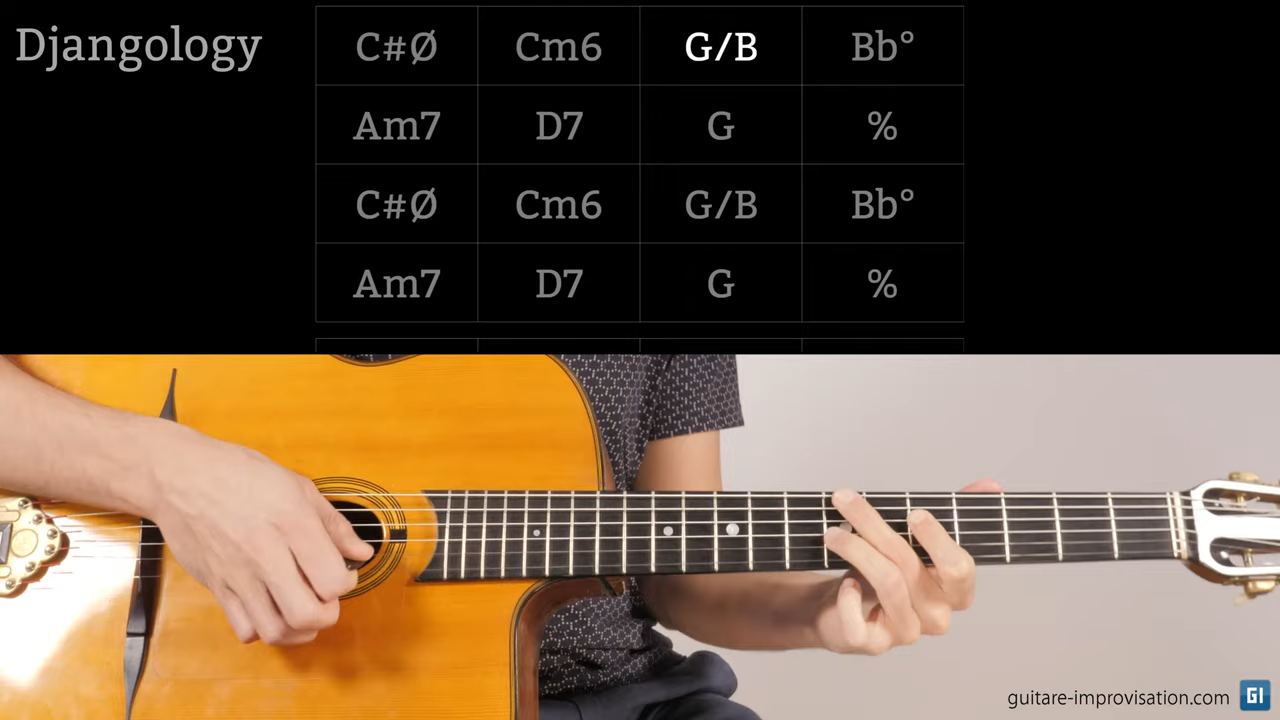 Djangology
C#Ø Cm6 G/B Bb°
Am7 D7 G %
C#Ø Cm6 G/B Bb°
Am7 D7 G %
guitare-improvisation.com GI